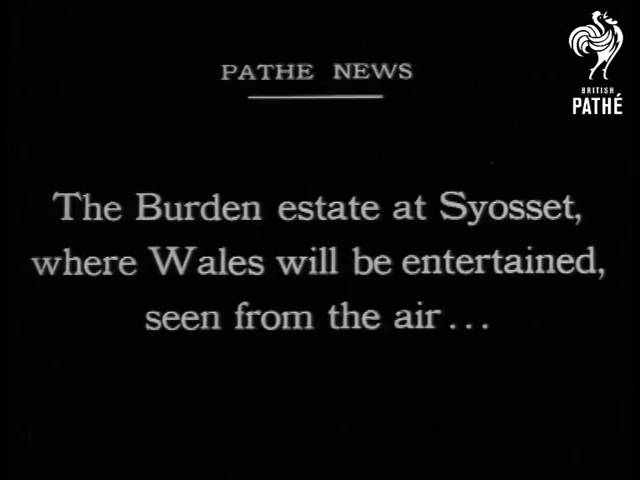 PATHE NEWS
BRITISH
PATHÉ
The Burden estate at Syosset,
where Wales will be entertained,
seen from the air...